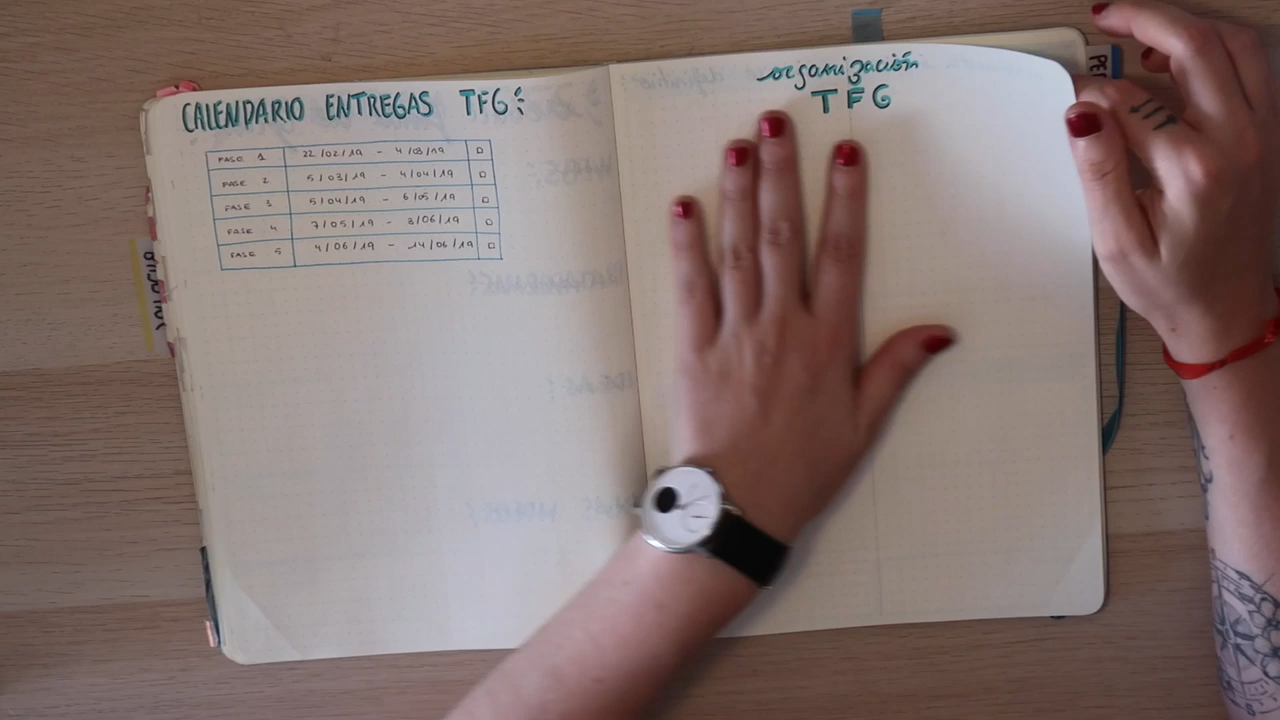 CALENDARIO ENTREGAS TFG:
FASE 1 22/02/19 - 4/03/19
FASE 2 5/03/19 - 4/04/19
FASE 3 5/04/19 - 6/05/19
FASE 4 7/05/19 - 3/06/19
FASE 5 4/06/19 - 14/06/19
organización
TFG